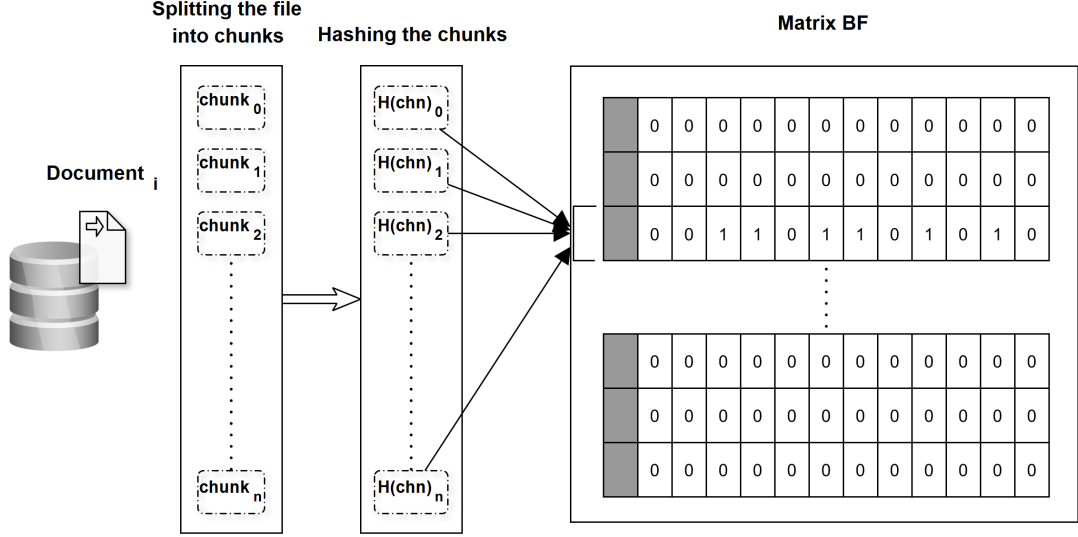 Splitting the file
into chunks
Hashing the chunks
Matrix BF
Document i
chunk 0
chunk 1
chunk 2
chunk n
H(chn) 0
H(chn) 1
H(chn) 2
H(chn) n
0 0 0 0 0 0 0 0 0 0 0 0
0 0 0 0 0 0 0 0 0 0 0 0
0 0 1 1 0 1 1 0 1 0 1 0
0 0 0 0 0 0 0 0 0 0 0 0
0 0 0 0 0 0 0 0 0 0 0 0
0 0 0 0 0 0 0 0 0 0 0 0